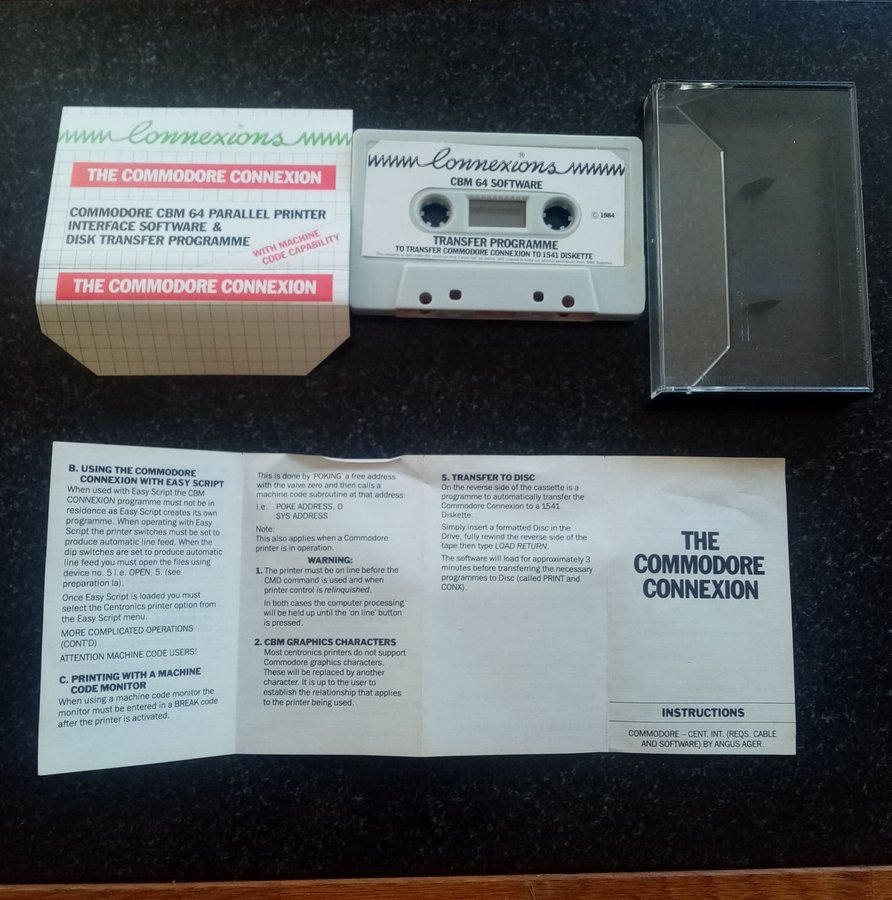 Connexions
THE COMMODORE CONNEXION
COMMODORE CBM 64 PARALLEL PRINTER
INTERFACE SOFTWARE &
DISK TRANSFER PROGRAMME
WITH MACHINE
CODE CAPABILITY
THE COMMODORE CONNEXION
Connexions
®
CBM 64 SOFTWARE
© 1984
TRANSFER PROGRAMME
TO TRANSFER COMMODORE CONNEXION TO 1541 DISKETTE
B. USING THE COMMODORE
CONNEXION WITH EASY SCRIPT
When used with Easy Script the CBM
CONNEXION programme must not be in
residence as Easy Script creates its own
programme. When operating with Easy
Script the printer switches must be set to
produce automatic line feed. When the
dip switches are set to produce automatic
line feed you must open the files using
device no. 5 i.e. OPEN, 5. (see
preparation Ia).
Once Easy Script is loaded you must
select the Centronics printer option from
the Easy Script menu.
MORE COMPLICATED OPERATIONS
(CONT'D)
ATTENTION MACHINE CODE USERS!
C. PRINTING WITH A MACHINE
CODE MONITOR
When using a machine code monitor the
monitor must be entered in a BREAK code
after the printer is activated.
This is done by 'POKING' a free address
with the valve zero and then calls a
machine code subroutine at that address:
i.e. POKE ADDRESS, O
SYS ADDRESS
Note:
This also applies when a Commodore
printer is in operation.
WARNING:
1. The printer must be on line before the
CMD command is used and when
printer control is relinquished.
In both cases the computer processing
will be held up until the 'on line' button
is pressed.
2. CBM GRAPHICS CHARACTERS
Most centronics printers do not support
Commodore graphics characters.
These will be replaced by another
character. It is up to the user to
establish the relationship that applies
to the printer being used.
5. TRANSFER TO DISC
On the reverse side of the cassette is a
programme to automatically transfer the
Commodore Connexion to a 1541
Diskette.
Simply insert a formatted Disc in the
Drive, fully rewind the reverse side of the
tape then type LOAD RETURN.
The software will load for approximately 3
minutes before transferring the necessary
programmes to Disc (called PRINT and
CONX).
THE
COMMODORE
CONNEXION
INSTRUCTIONS
COMMODORE – CENT. INT. (REQS. CABLE
AND SOFTWARE) BY ANGUS AGER.